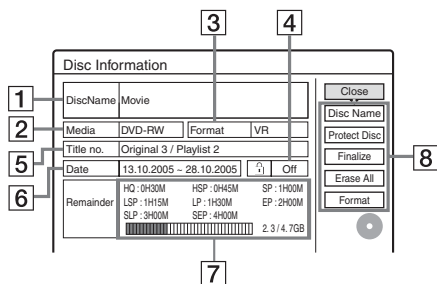 3 4
Disc Information
1 DiscName Movie Close
Disc Name
2 Media DVD-RW Format VR Protect Disc
5 Title no. Original 3 / Playlist 2 Finalize 8
6 Date 13.10.2005 ~ 28.10.2005 Off Erase All
Remainder HQ : 0H30M HSP : 0H45M SP : 1H00M Format
LSP : 1H15M LP : 1H30M EP : 2H00M
SLP : 3H00M SEP : 4H00M
2. 3 / 4. 7GB
7